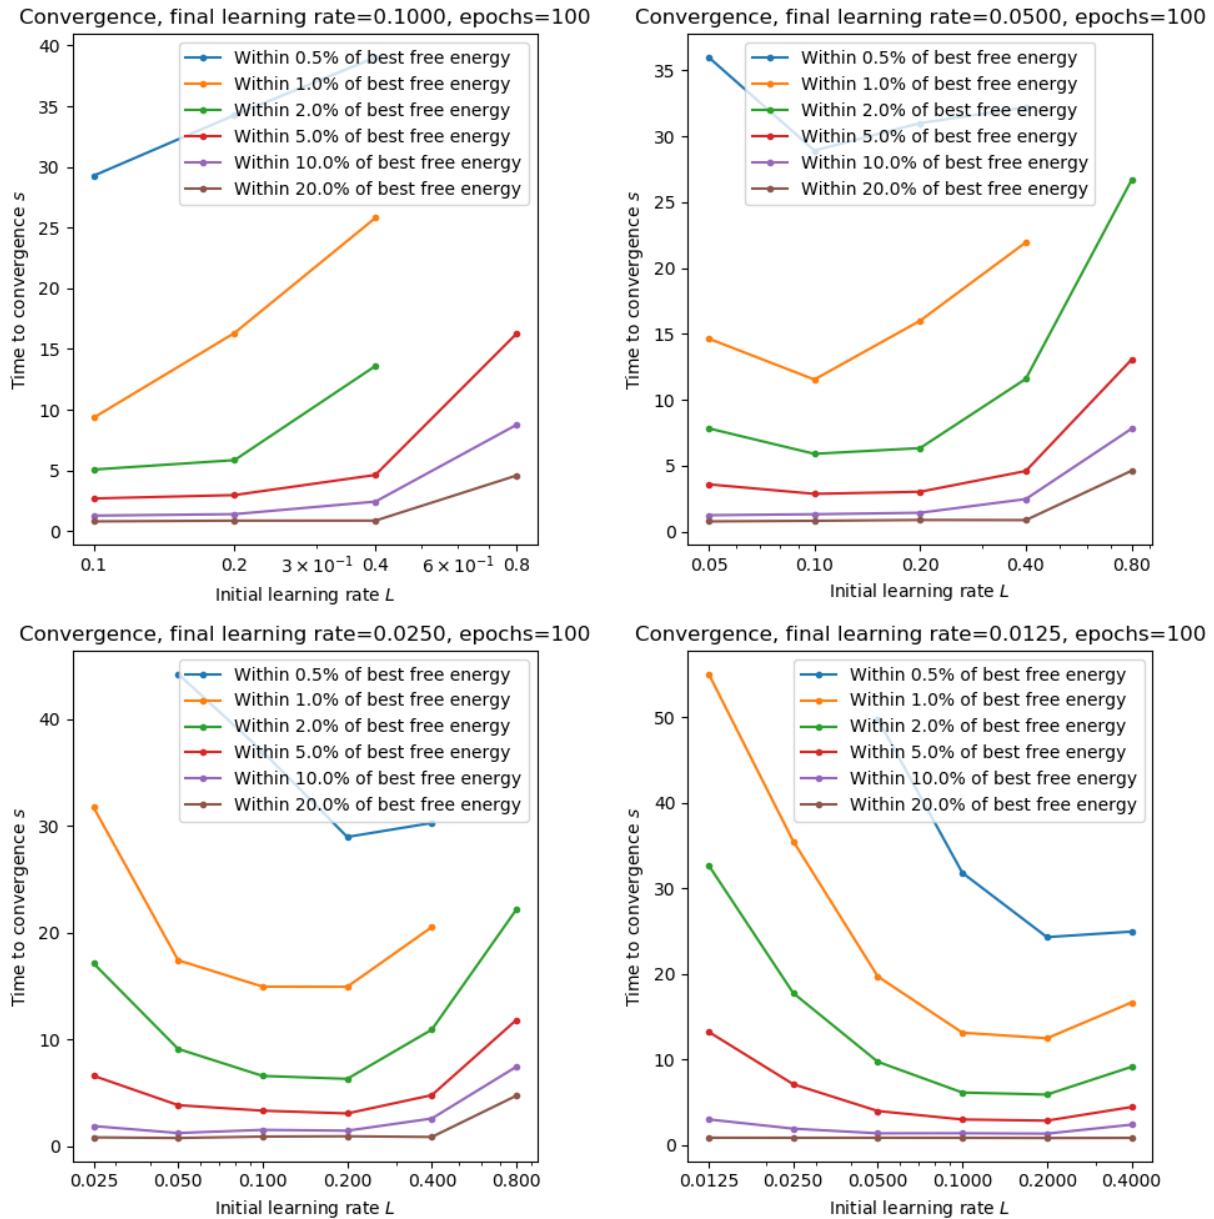 Convergence, final learning rate=0.1000, epochs=100
40
35
30
25
20
15
10
5
0
Time to convergence s
Within 0.5% of best free energy
Within 1.0% of best free energy
Within 2.0% of best free energy
Within 5.0% of best free energy
Within 10.0% of best free energy
Within 20.0% of best free energy
0.1 0.2 3 × 10⁻¹ 0.4 6 × 10⁻¹ 0.8
Initial learning rate L
Convergence, final learning rate=0.0500, epochs=100
35
30
25
20
15
10
5
0
Time to convergence s
Within 0.5% of best free energy
Within 1.0% of best free energy
Within 2.0% of best free energy
Within 5.0% of best free energy
Within 10.0% of best free energy
Within 20.0% of best free energy
0.05 0.10 0.20 0.40 0.80
Initial learning rate L
Convergence, final learning rate=0.0250, epochs=100
40
30
20
10
0
Time to convergence s
Within 0.5% of best free energy
Within 1.0% of best free energy
Within 2.0% of best free energy
Within 5.0% of best free energy
Within 10.0% of best free energy
Within 20.0% of best free energy
0.025 0.050 0.100 0.200 0.400 0.800
Initial learning rate L
Convergence, final learning rate=0.0125, epochs=100
50
40
30
20
10
0
Time to convergence s
Within 0.5% of best free energy
Within 1.0% of best free energy
Within 2.0% of best free energy
Within 5.0% of best free energy
Within 10.0% of best free energy
Within 20.0% of best free energy
0.0125 0.0250 0.0500 0.1000 0.2000 0.4000
Initial learning rate L